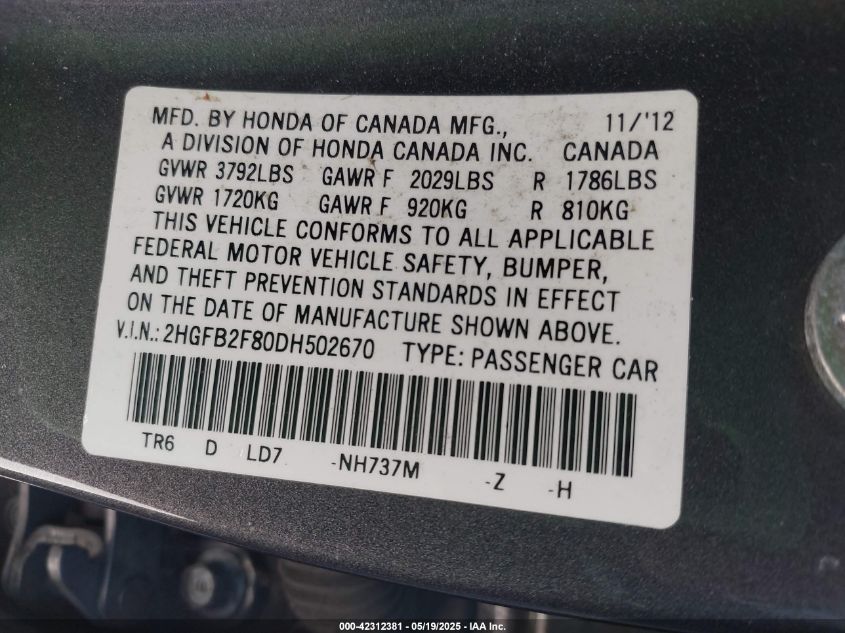 MFD. BY HONDA OF CANADA MFG., 11/'12
A DIVISION OF HONDA CANADA INC. CANADA
GVWR 3792LBS GAWR F 2029LBS R 1786LBS
GVWR 1720KG GAWR F 920KG R 810KG
THIS VEHICLE CONFORMS TO ALL APPLICABLE
FEDERAL MOTOR VEHICLE SAFETY, BUMPER,
AND THEFT PREVENTION STANDARDS IN EFFECT
ON THE DATE OF MANUFACTURE SHOWN ABOVE.
V.I.N.: 2HGFB2F80DH502670 TYPE: PASSENGER CAR
TR6 D LD7 -NH737M -Z -H
000-42312381 - 05/19/2025 - IAA Inc.